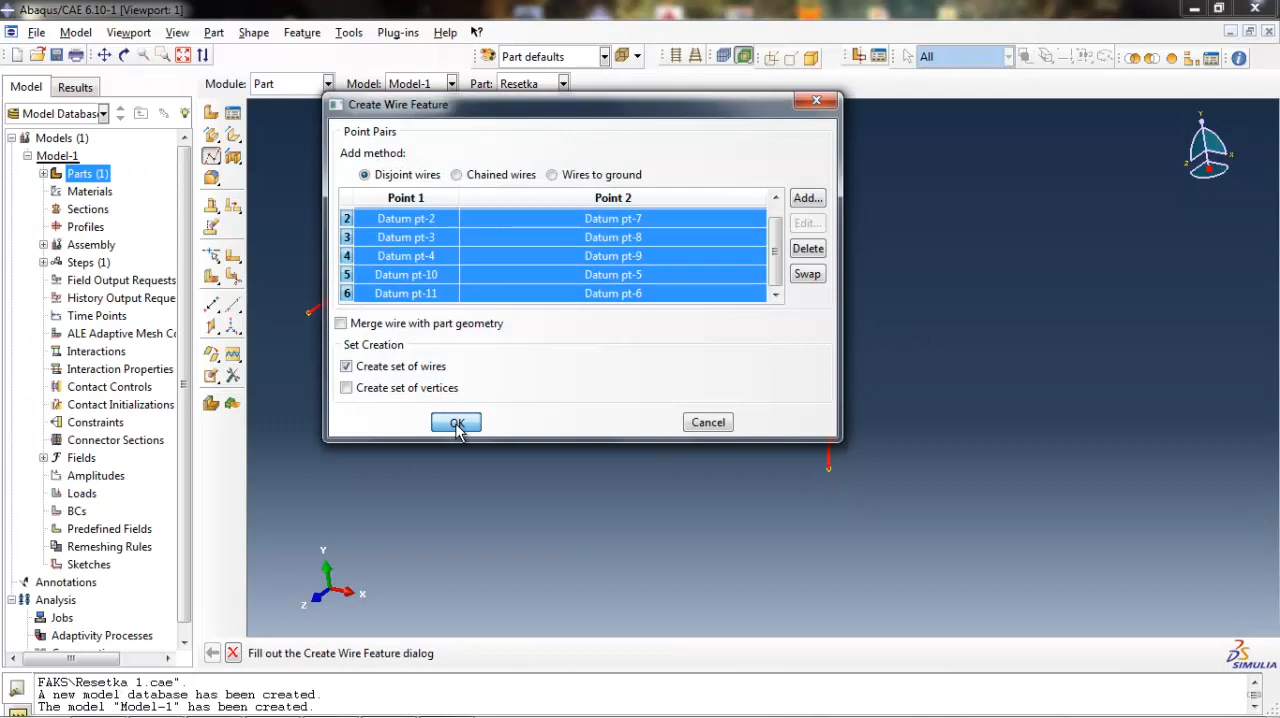 Abaqus/CAE 6.10-1 [Viewport: 1]
File Model Viewport View Part Shape Feature Tools Plug-ins Help
Part defaults All
Model Results
Module: Part Model: Model-1 Part: Resetka
Model Databas
Models (1)
Model-1
Parts (1)
Materials
Sections
Profiles
Assembly
Steps (1)
Field Output Requests
History Output Reque
Time Points
ALE Adaptive Mesh Co
Interactions
Interaction Properties
Contact Controls
Contact Initializations
Constraints
Connector Sections
Fields
Amplitudes
Loads
BCs
Predefined Fields
Remeshing Rules
Sketches
Annotations
Analysis
Jobs
Adaptivity Processes
Create Wire Feature
Point Pairs
Add method:
Disjoint wires Chained wires Wires to ground
Point 1 Point 2
2 Datum pt-2 Datum pt-7
3 Datum pt-3 Datum pt-8
4 Datum pt-4 Datum pt-9
5 Datum pt-10 Datum pt-5
6 Datum pt-11 Datum pt-6
Add...
Edit...
Delete
Swap
Merge wire with part geometry
Set Creation
Create set of wires
Create set of vertices
OK Cancel
Y
Z X
Y
X
Z
Fill out the Create Wire Feature dialog
SIMULIA
FAKS\Resetka 1.cae".
A new model database has been created.
The model "Model-1" has been created.